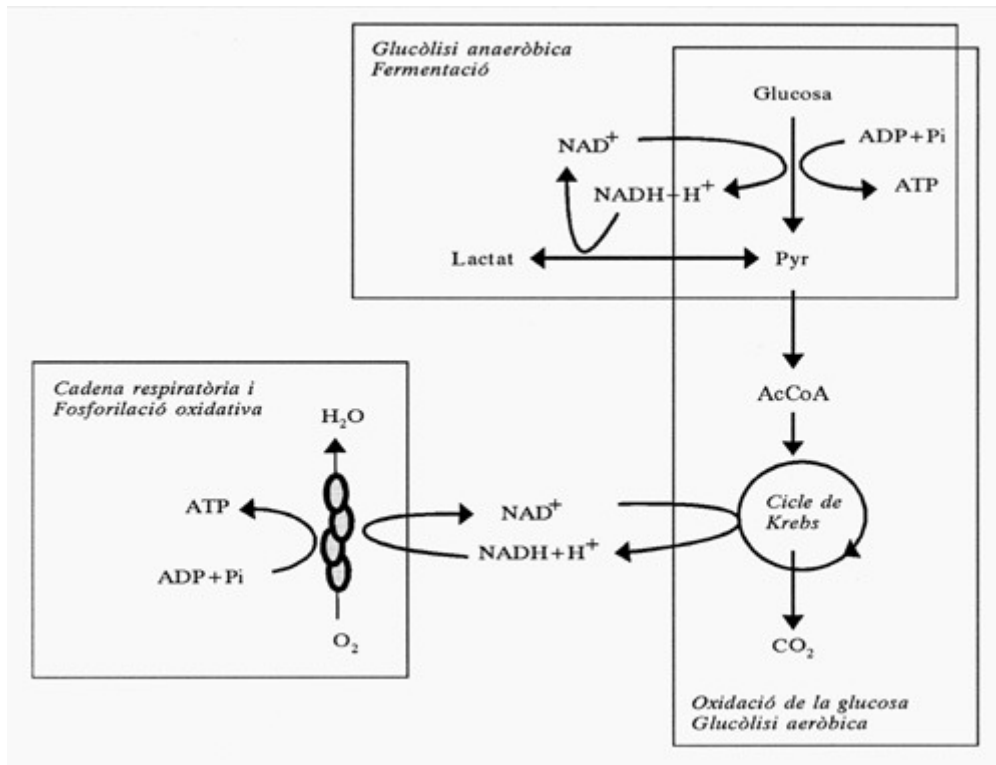 Glucòlisi anaeròbica
Fermentació
Glucosa
NAD+
ADP+Pi
NADH-H+
ATP
Lactat
Pyr
AcCoA
Cadena respiratòria i
Fosforilació oxidativa
H2O
ATP
NAD+
Cicle de
Krebs
NADH+H+
ADP+Pi
O2
CO2
Oxidació de la glucosa
Glucòlisi aeròbica